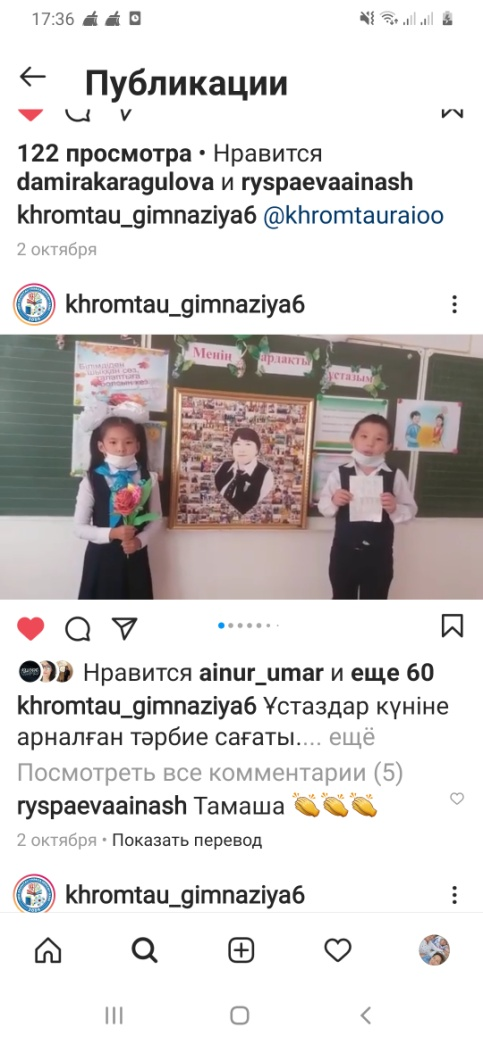 17:36
Публикации
122 просмотра • Нравится
damirakaragulova и ryspaevaainash
khromtau_gimnaziya6 @khromtauraioo
2 октября
khromtau_gimnaziya6
Менің ардақты ұстазым
Нравится ainur_umar и еще 60
khromtau_gimnaziya6 Ұстаздар күніне
арналған тәрбие сағаты.... ещё
Посмотреть все комментарии (5)
ryspaevaainash Тамаша 👏👏👏
2 октября • Показать перевод
khromtau_gimnaziya6